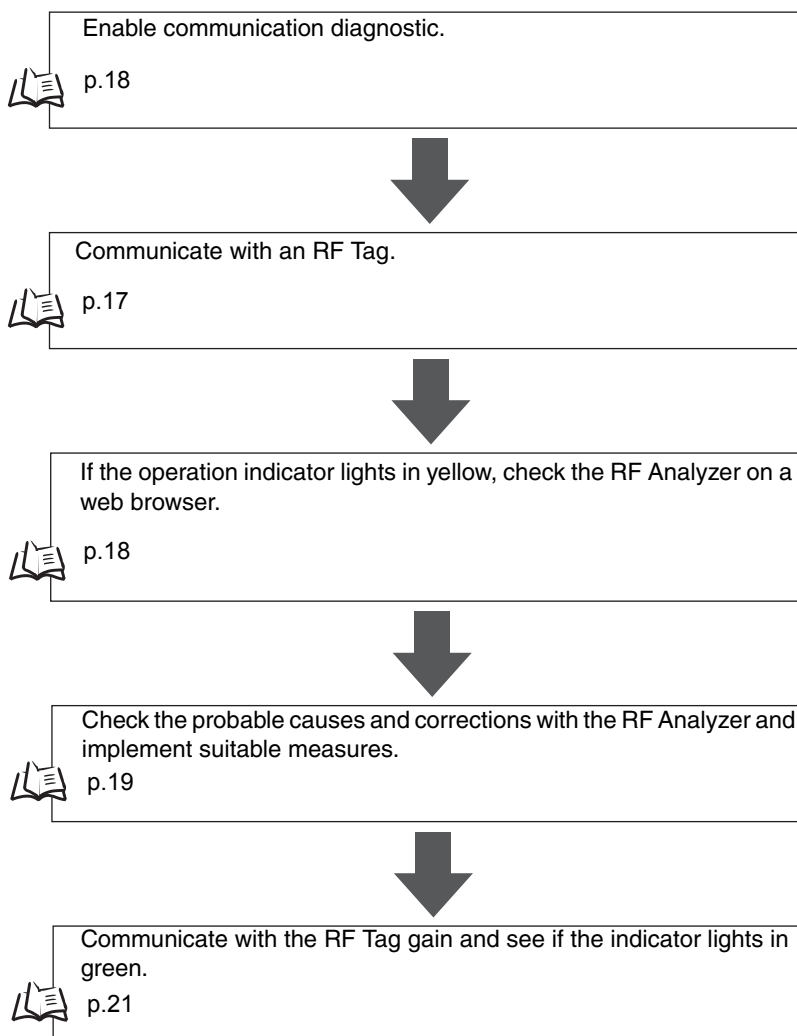 Enable communication diagnostic.
p.18
Communicate with an RF Tag.
p.17
If the operation indicator lights in yellow, check the RF Analyzer on a
web browser.
p.18
Check the probable causes and corrections with the RF Analyzer and
implement suitable measures.
p.19
Communicate with the RF Tag gain and see if the indicator lights in
green.
p.21